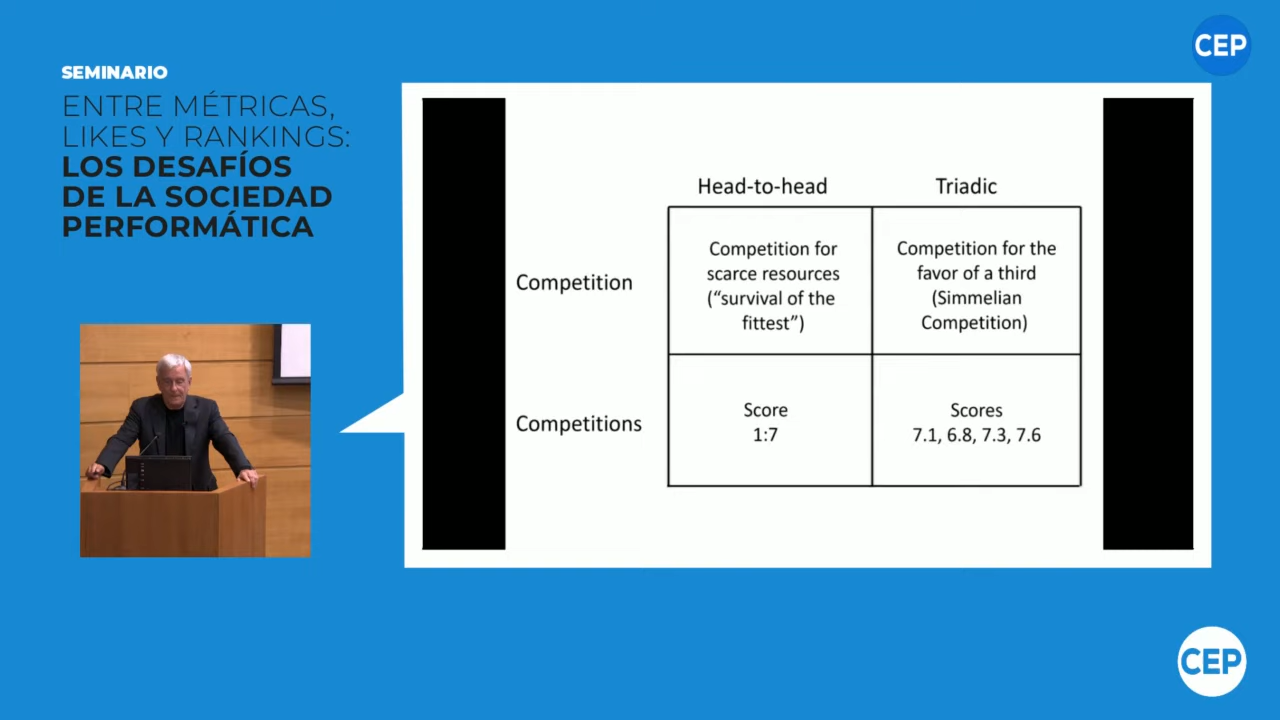 CEP
SEMINARIO
ENTRE MÉTRICAS,
LIKES Y RANKINGS:
LOS DESAFÍOS
DE LA SOCIEDAD
PERFORMÁTICA
Head-to-head
Triadic
Competition
Competition for
scarce resources
(“survival of the
fittest”)
Competition for the
favor of a third
(Simmelian
Competition)
Competitions
Score
1:7
Scores
7.1, 6.8, 7.3, 7.6
CEP